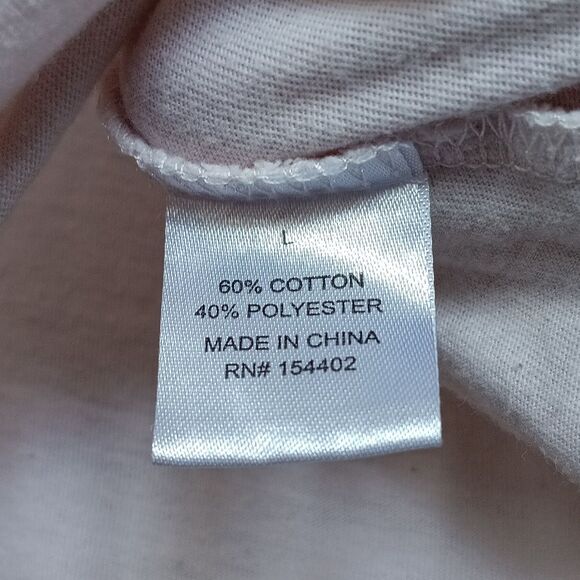 L
60% COTTON
40% POLYESTER
MADE IN CHINA
RN# 154402